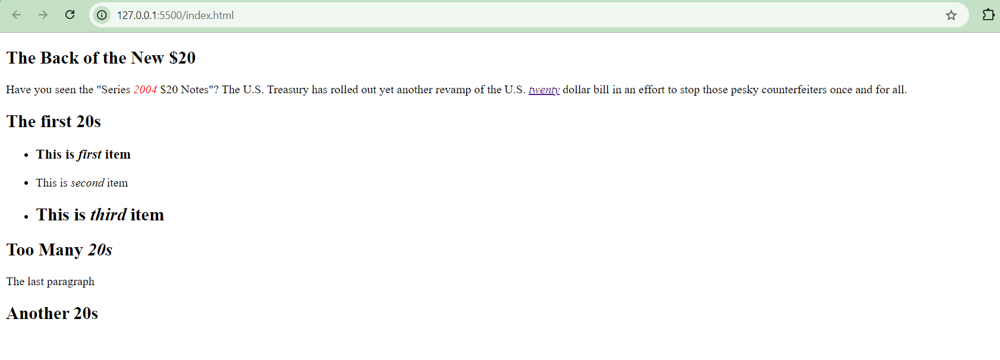 127.0.0.1:5500/index.html
The Back of the New $20
Have you seen the "Series 2004 $20 Notes"? The U.S. Treasury has rolled out yet another revamp of the U.S. twenty dollar bill in an effort to stop those pesky counterfeiters once and for all.
The first 20s
• This is first item
• This is second item
• This is third item
Too Many 20s
The last paragraph
Another 20s